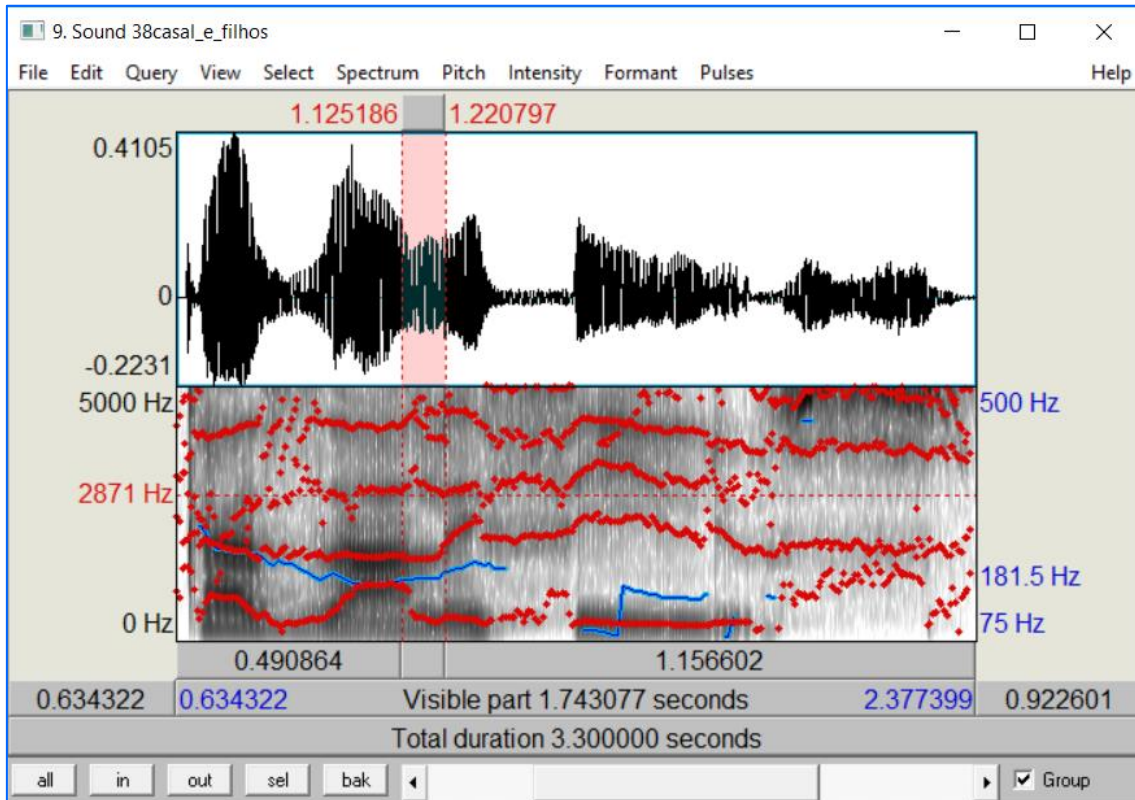 9. Sound 38casal_e_filhos
File Edit Query View Select Spectrum Pitch Intensity Formant Pulses Help
1.125186 1.220797
0.4105
0
-0.2231
5000 Hz 500 Hz
2871 Hz
181.5 Hz
0 Hz 75 Hz
0.490864 1.156602
0.634322 0.634322 Visible part 1.743077 seconds 2.377399 0.922601
Total duration 3.300000 seconds
all in out sel bak Group